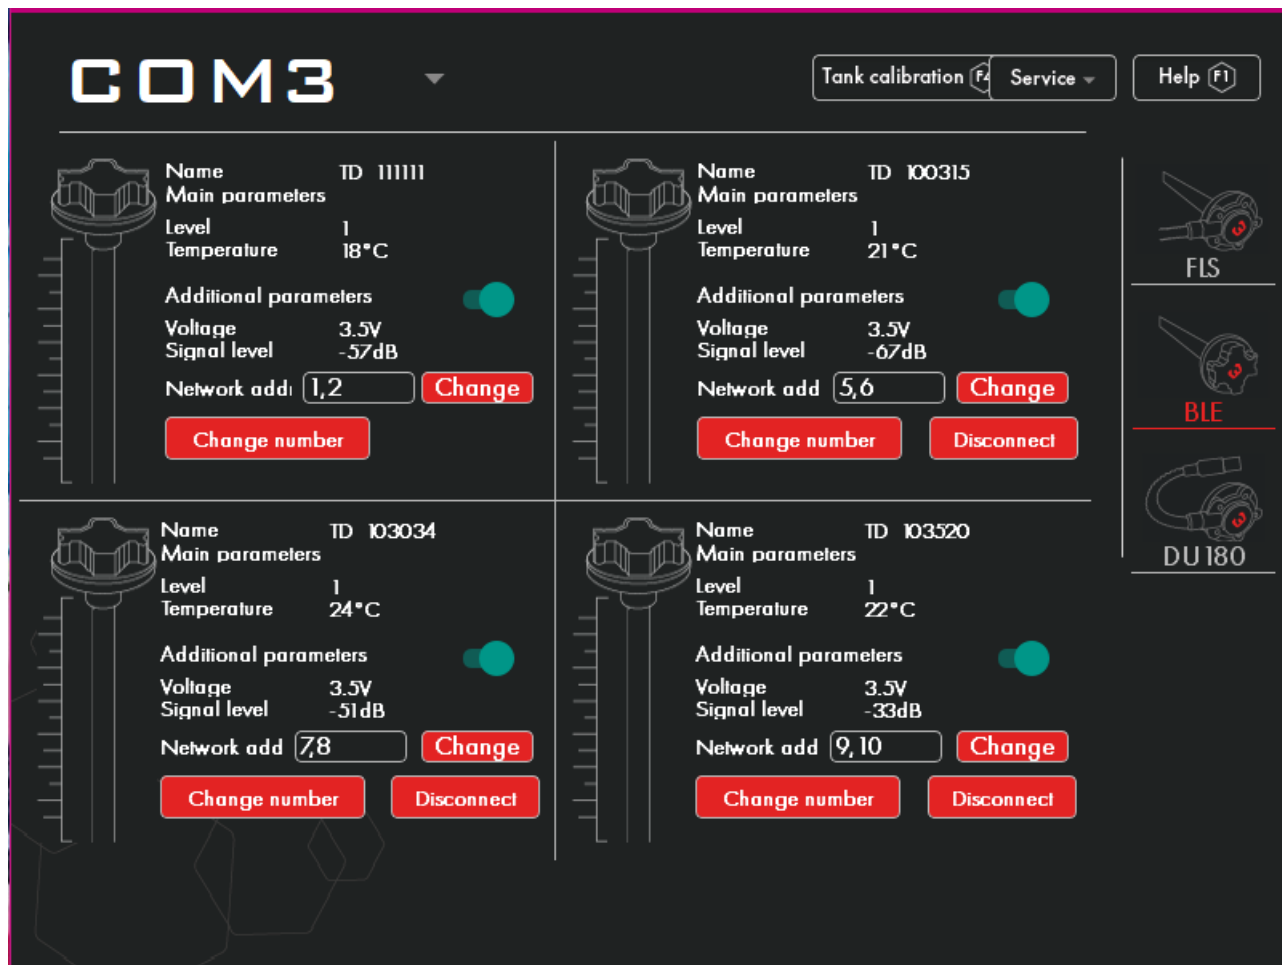 COM3
Tank calibration F4
Service
Help F1
Name TD 111111
Main parameters
Level 1
Temperature 18°C
Additional parameters
Voltage 3.5V
Signal level -57dB
Network add 1,2 Change
Change number
Name TD 100315
Main parameters
Level 1
Temperature 21°C
Additional parameters
Voltage 3.5V
Signal level -67dB
Network add 5,6 Change
Change number Disconnect
Name TD 103034
Main parameters
Level 1
Temperature 24°C
Additional parameters
Voltage 3.5V
Signal level -51dB
Network add 7,8 Change
Change number Disconnect
Name TD 103520
Main parameters
Level 1
Temperature 22°C
Additional parameters
Voltage 3.5V
Signal level -33dB
Network add 9,10 Change
Change number Disconnect
FLS
BLE
DU180